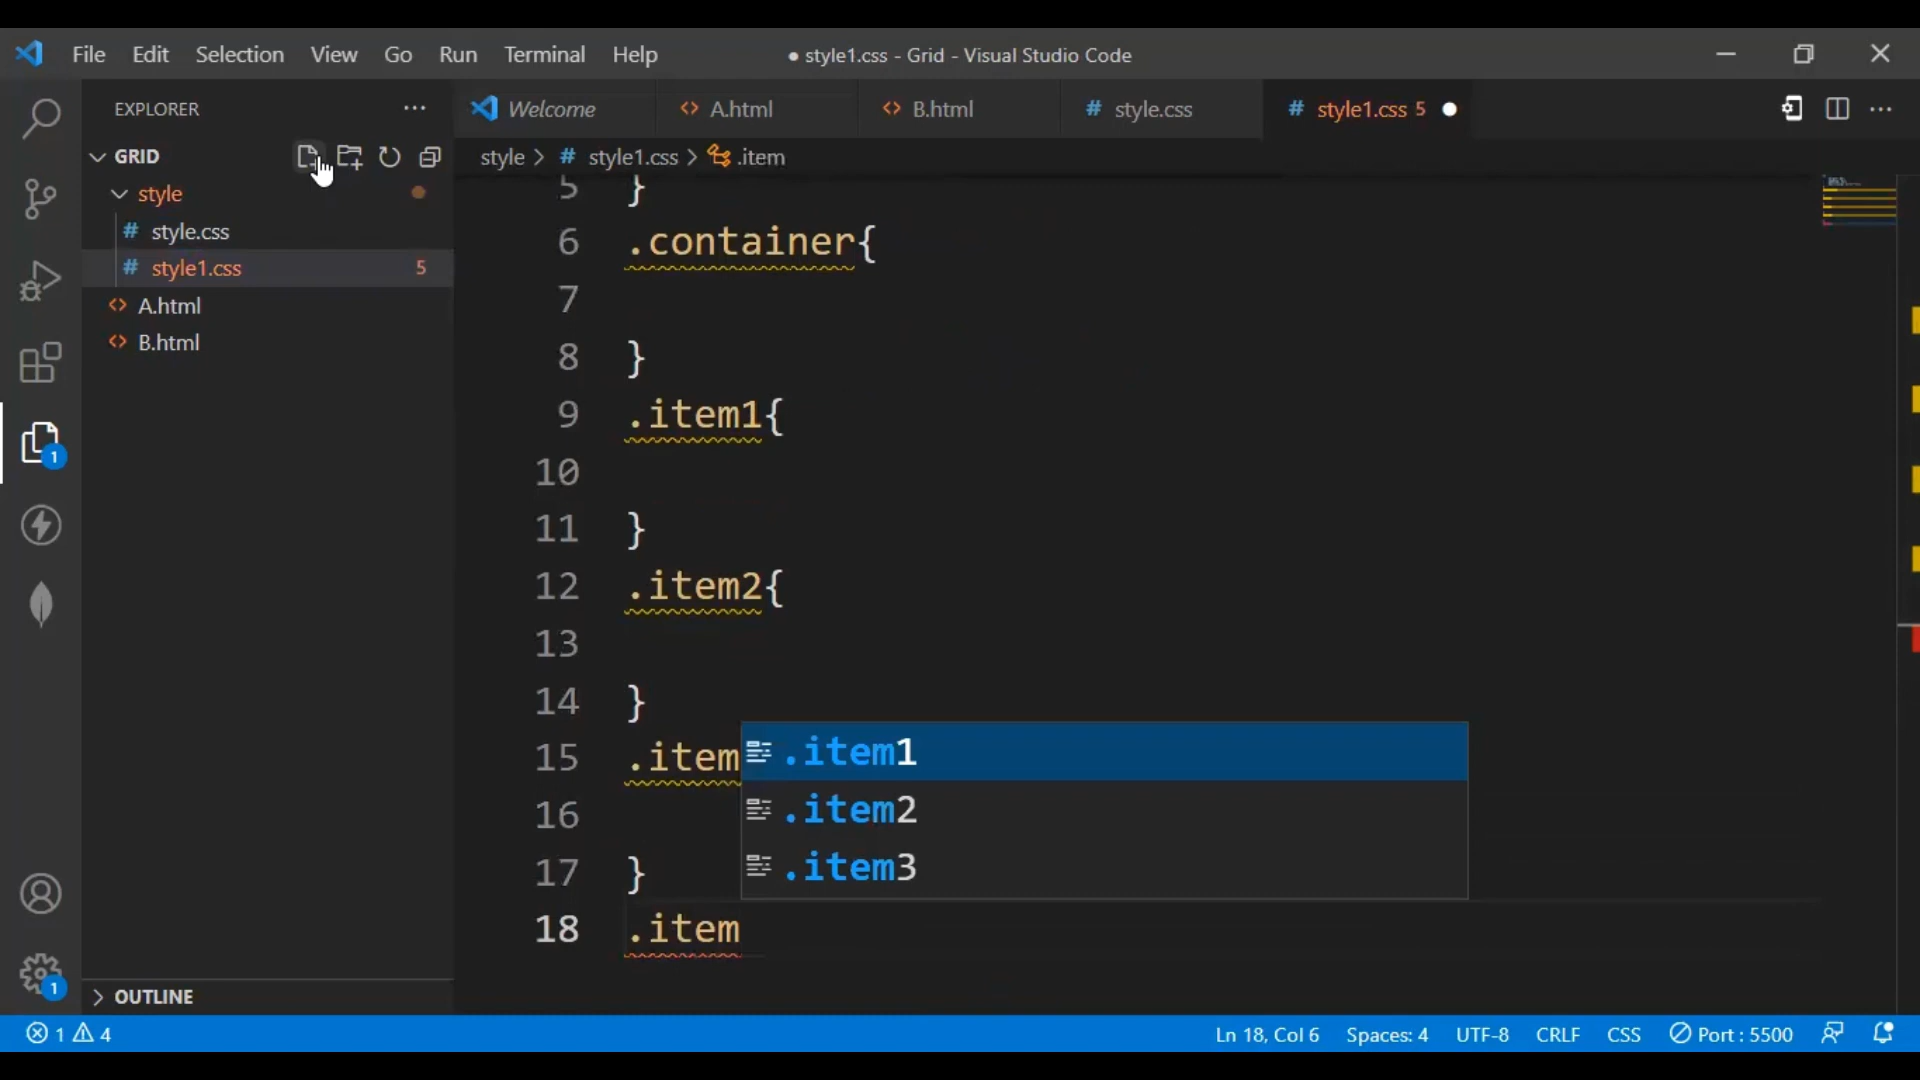 File Edit Selection View Go Run Terminal Help ● style1.css - Grid - Visual Studio Code
EXPLORER ··· Welcome A.html B.html # style.css # style1.css 5 ● ···
GRID
style > # style1.css > .item
style
# style.css
# style1.css 5
A.html
B.html
5 }
6 .container{
7
8 }
9 .item1{
10
11 }
12 .item2{
13
14 }
15 .item
.item1
16
.item2
17 }
.item3
18 .item
OUTLINE
1
1
1 4 Ln 18, Col 6 Spaces: 4 UTF-8 CRLF CSS Port : 5500